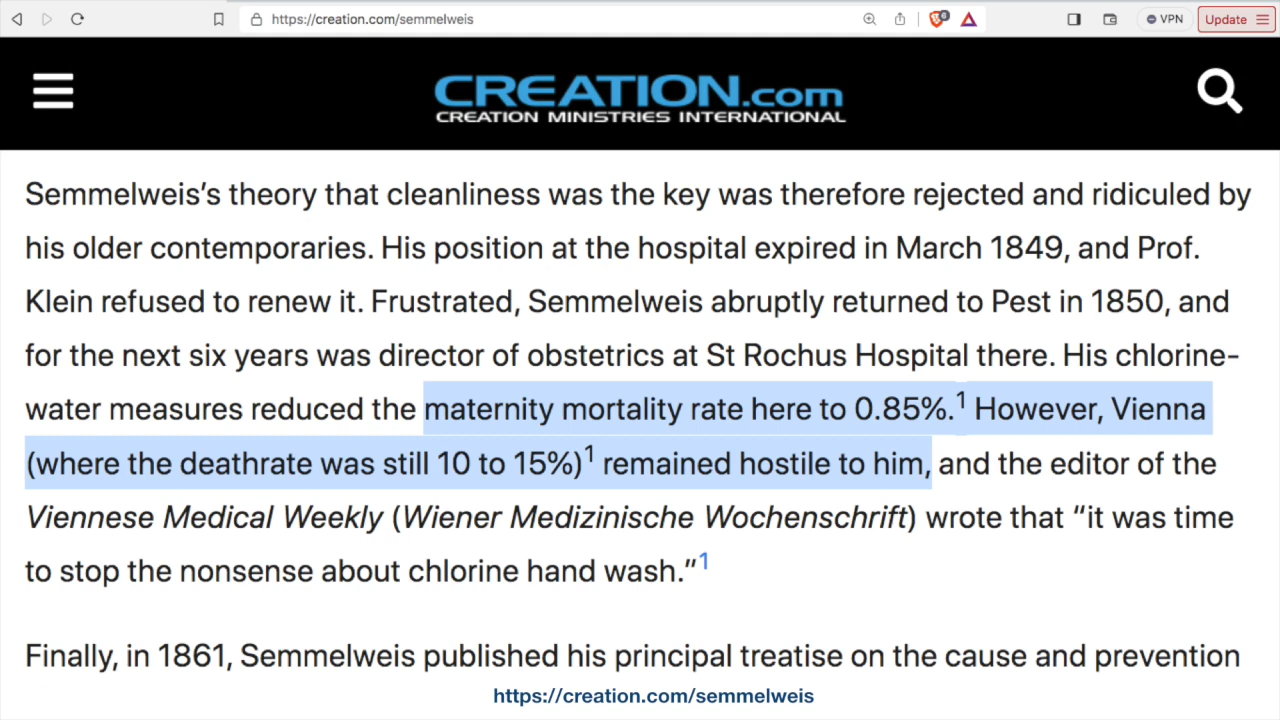 https://creation.com/semmelweis
6
VPN
Update
CREATION.com
CREATION MINISTRIES INTERNATIONAL
Semmelweis’s theory that cleanliness was the key was therefore rejected and ridiculed by
his older contemporaries. His position at the hospital expired in March 1849, and Prof.
Klein refused to renew it. Frustrated, Semmelweis abruptly returned to Pest in 1850, and
for the next six years was director of obstetrics at St Rochus Hospital there. His chlorine-
water measures reduced the maternity mortality rate here to 0.85%.¹ However, Vienna
(where the deathrate was still 10 to 15%)¹ remained hostile to him, and the editor of the
Viennese Medical Weekly (Wiener Medizinische Wochenschrift) wrote that “it was time
to stop the nonsense about chlorine hand wash.”¹
Finally, in 1861, Semmelweis published his principal treatise on the cause and prevention
https://creation.com/semmelweis